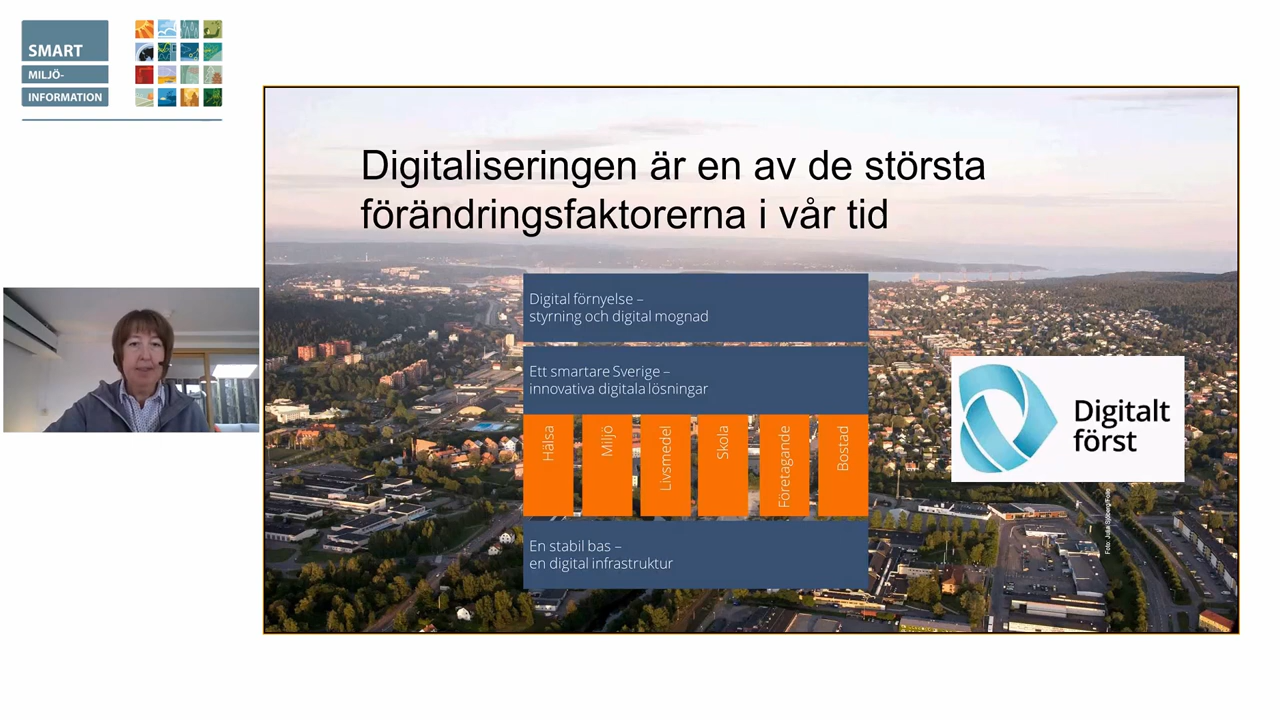 SMART
MILJÖ-
INFORMATION
Digitaliseringen är en av de största
förändringsfaktorerna i vår tid
Digital förnyelse –
styrning och digital mognad
Ett smartare Sverige –
innovativa digitala lösningar
Hälsa
Miljö
Livsmedel
Skola
Företagande
Bostad
En stabil bas –
en digital infrastruktur
Digitalt
först